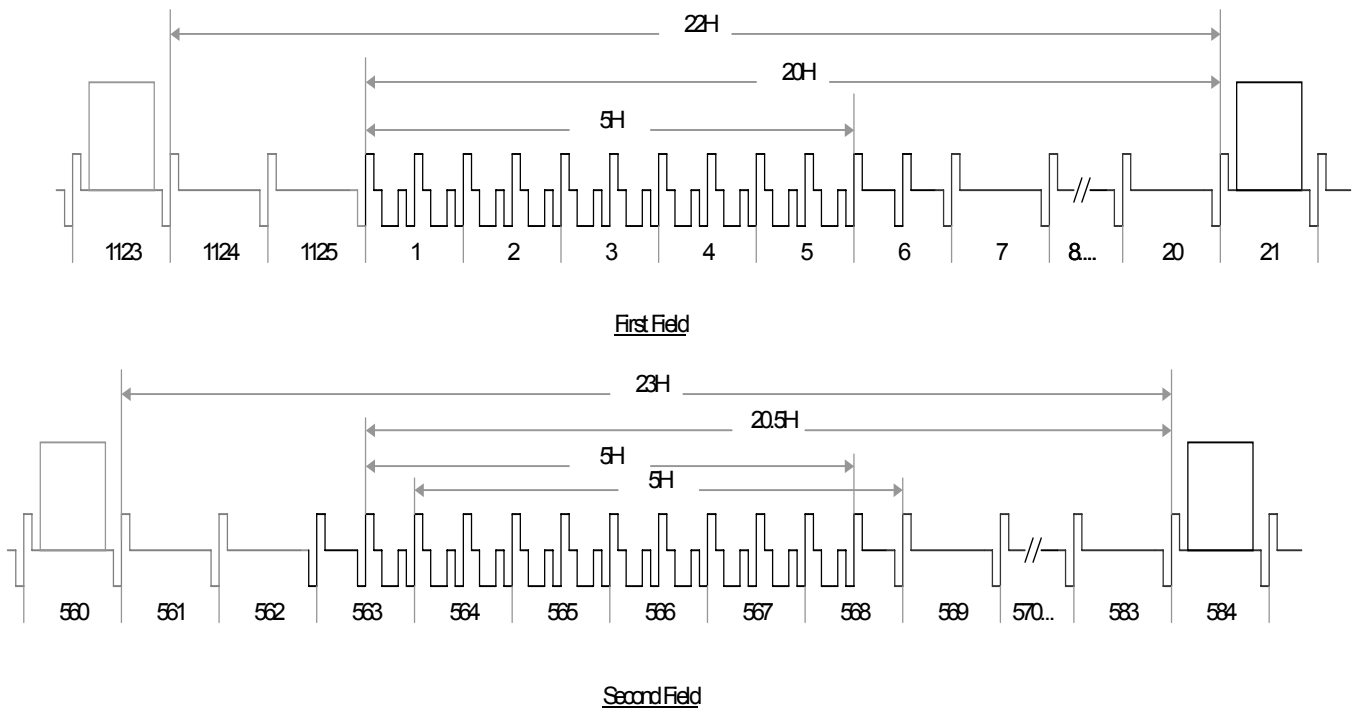 22H
20H
5H
1123 1124 1125 1 2 3 4 5 6 7 8.... 20 21
First Field
23H
20.5H
5H
5H
560 561 562 563 564 565 566 567 568 569 570... 583 584
Second Field